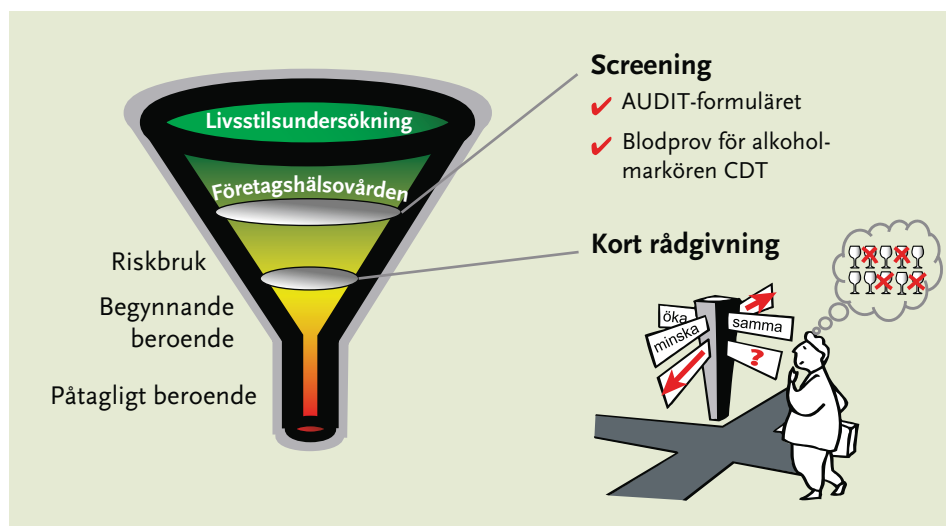 Livsstilsundersökning
Företagshälsovården
Riskbruk
Begynnande
beroende
Påtagligt beroende
Screening
✔ AUDIT-formuläret
✔ Blodprov för alkohol-
markören CDT
Kort rådgivning
öka
minska
samma
?